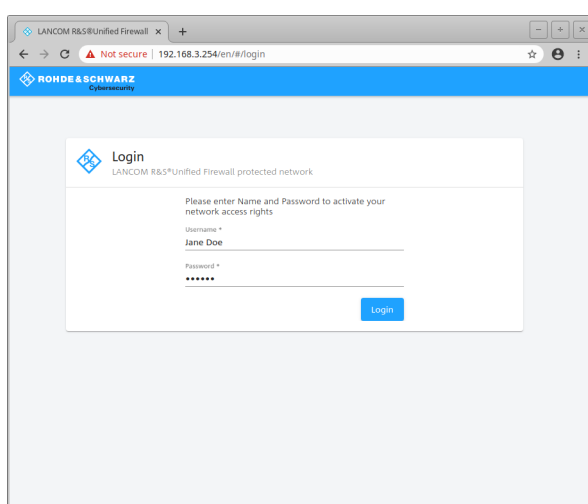 LANCOM R&S®Unified Firewall
Not secure | 192.168.3.254/en/#/login
ROHDE&SCHWARZ
Cybersecurity
R
S
Login
LANCOM R&S®Unified Firewall protected network
Please enter Name and Password to activate your
network access rights
Username *
Jane Doe
Password *
••••••
Login